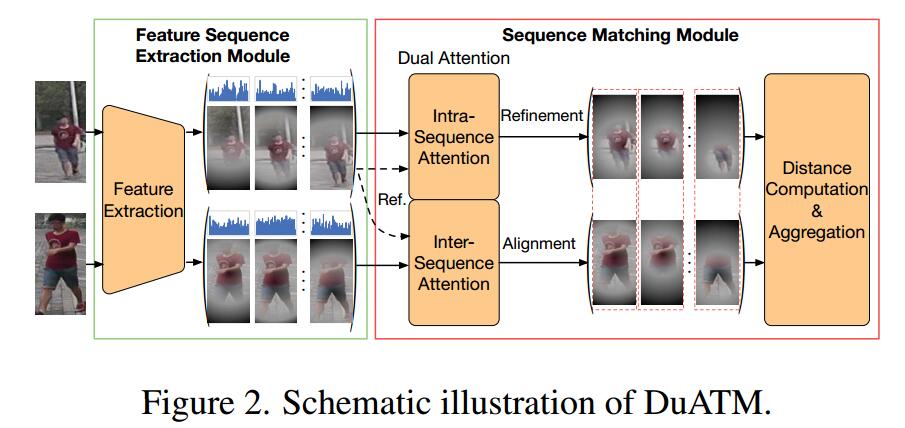 Feature Sequence
Extraction Module
Sequence Matching Module
Dual Attention
Feature
Extraction
Intra-
Sequence
Attention
Refinement
Ref.
Inter-
Sequence
Attention
Alignment
Distance
Computation
&
Aggregation
Figure 2. Schematic illustration of DuATM.